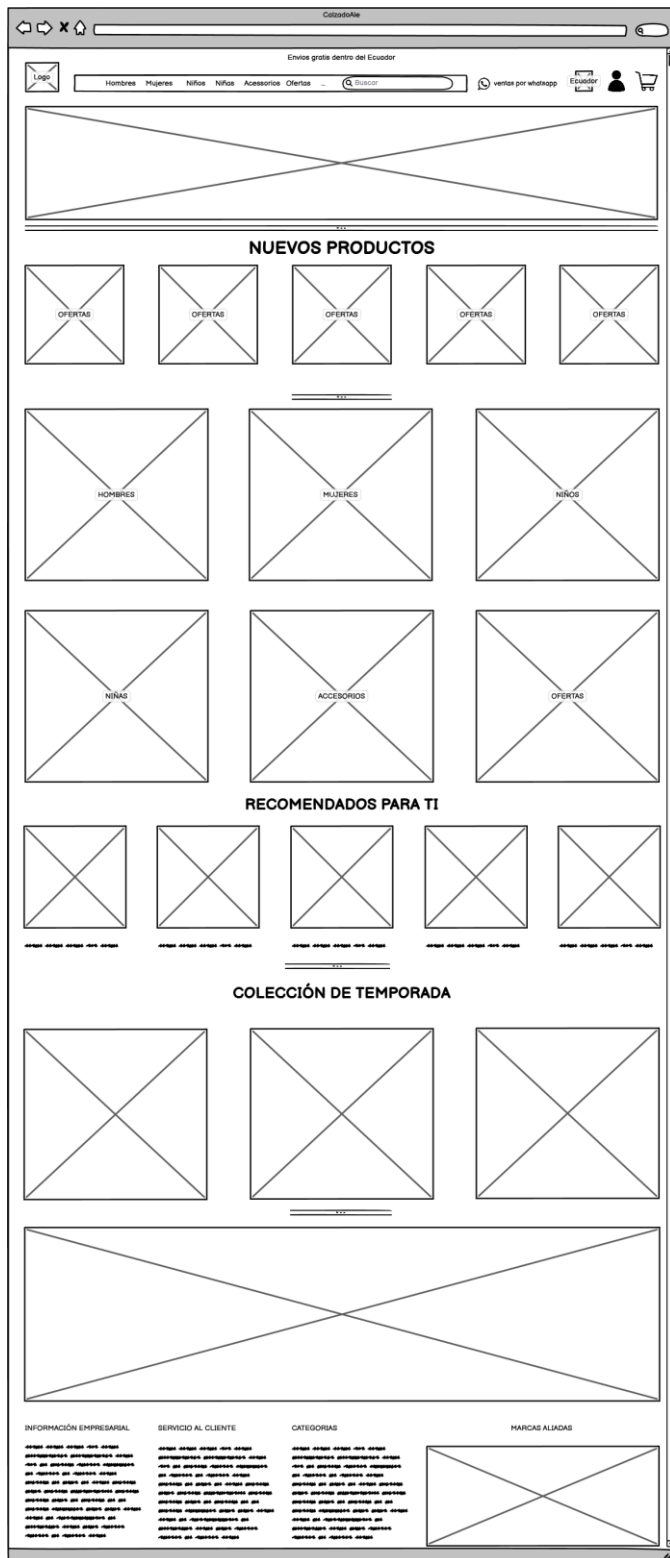 CalzadoAle
Envios gratis dentro del Ecuador
Logo
Hombres Mujeres Niños Niñas Acessorios Ofertas ...
Buscar
ventas por whatsapp
Ecuador
NUEVOS PRODUCTOS
OFERTAS OFERTAS OFERTAS OFERTAS OFERTAS
HOMBRES MUJERES NIÑOS
NIÑAS ACCESORIOS OFERTAS
RECOMENDADOS PARA TI
COLECCIÓN DE TEMPORADA
INFORMACIÓN EMPRESARIAL SERVICIO AL CLIENTE CATEGORIAS MARCAS ALIADAS